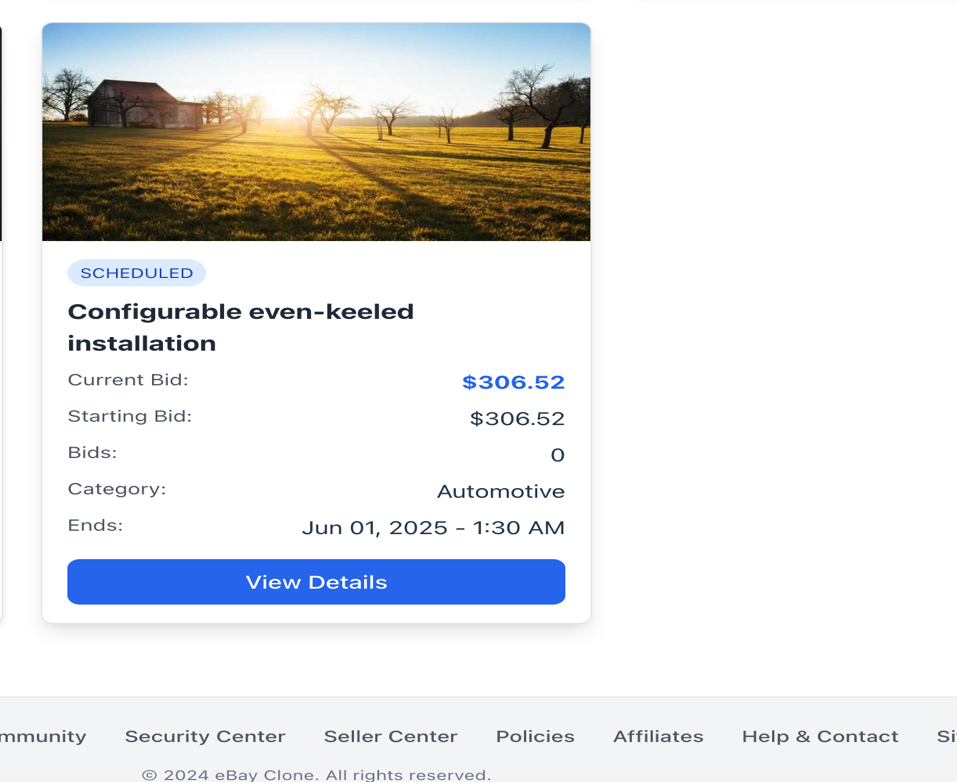 SCHEDULED
Configurable even-keeled
installation
Current Bid: $306.52
Starting Bid: $306.52
Bids: 0
Category: Automotive
Ends: Jun 01, 2025 - 1:30 AM
View Details
mmunity Security Center Seller Center Policies Affiliates Help & Contact Si
© 2024 eBay Clone. All rights reserved.